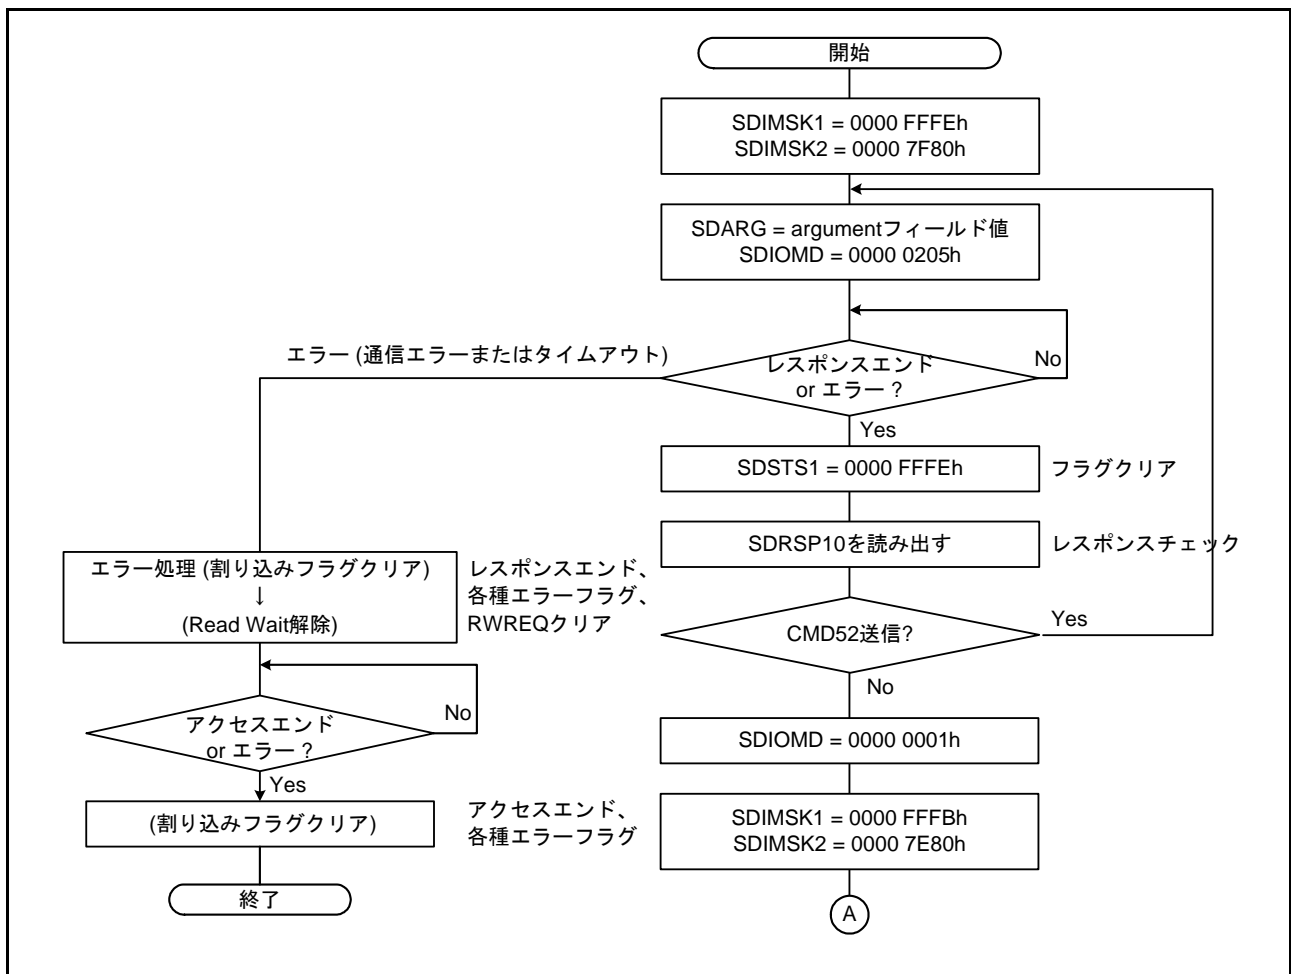 開始
SDIMSK1 = 0000 FFFEh
SDIMSK2 = 0000 7F80h
SDARG = argumentフィールド値
SDIOMD = 0000 0205h
エラー (通信エラーまたはタイムアウト)
レスポンスエンド
or エラー ?
No
Yes
SDSTS1 = 0000 FFFEh
フラグクリア
SDRSP10を読み出す
レスポンスチェック
エラー処理 (割り込みフラグクリア)
↓
(Read Wait解除)
レスポンスエンド、
各種エラーフラグ、
RWREQクリア
CMD52送信?
Yes
No
アクセスエンド
or エラー ?
No
Yes
SDIOMD = 0000 0001h
(割り込みフラグクリア)
アクセスエンド、
各種エラーフラグ
SDIMSK1 = 0000 FFFBh
SDIMSK2 = 0000 7E80h
終了
A